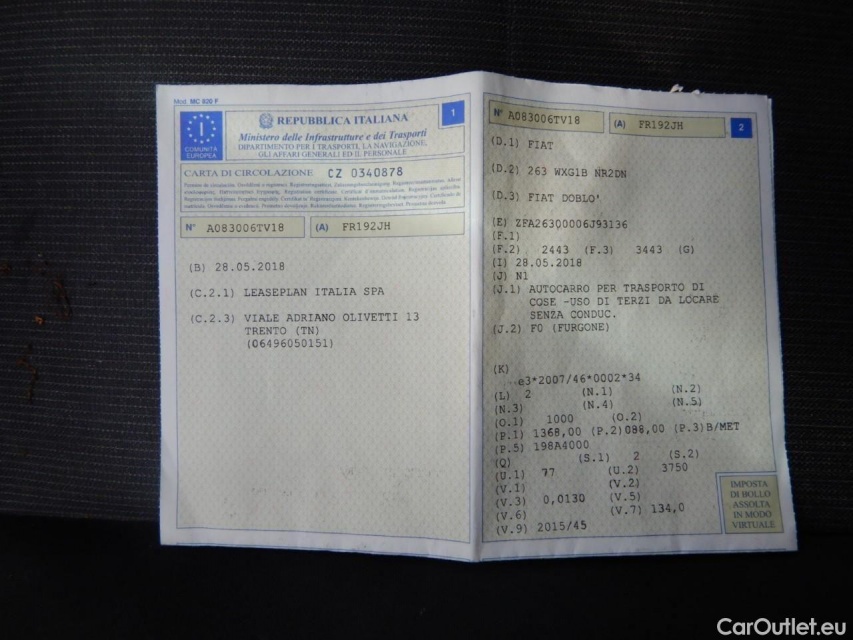 Mod. MC 820 F
REPUBBLICA ITALIANA
1
Ministero delle Infrastrutture e dei Trasporti
DIPARTIMENTO PER I TRASPORTI, LA NAVIGAZIONE,
GLI AFFARI GENERALI ED IL PERSONALE
I
COMUNITÀ
EUROPEA
CARTA DI CIRCOLAZIONE CZ 0340878
N° A083006TV18 (A) FR192JH
(B) 28.05.2018
(C.2.1) LEASEPLAN ITALIA SPA
(C.2.3) VIALE ADRIANO OLIVETTI 13
TRENTO (TN)
(06496050151)
N° A083006TV18 (A) FR192JH 2
(D.1) FIAT
(D.2) 263 WXG1B NR2DN
(D.3) FIAT DOBLO'
(E) ZFA26300006J93136
(F.1)
(F.2) 2443 (F.3) 3443 (G)
(I) 28.05.2018
(J) N1
(J.1) AUTOCARRO PER TRASPORTO DI
COSE -USO DI TERZI DA LOCARE
SENZA CONDUC.
(J.2) F0 (FURGONE)
(K)
e3*2007/46*0002*34
(L) 2 (N.1) (N.2)
(N.3) (N.4) (N.5)
(O.1) 1000 (O.2)
(P.1) 1368,00 (P.2)088,00 (P.3)B/MET
(P.5) 198A4000
(Q) (S.1) 2 (S.2)
(U.1) 77 (U.2) 3750
(V.1) (V.2)
(V.3) 0,0130 (V.5)
(V.6) (V.7) 134,0
(V.9) 2015/45
IMPOSTA
DI BOLLO
ASSOLTA
IN MODO
VIRTUALE
CarOutlet.eu